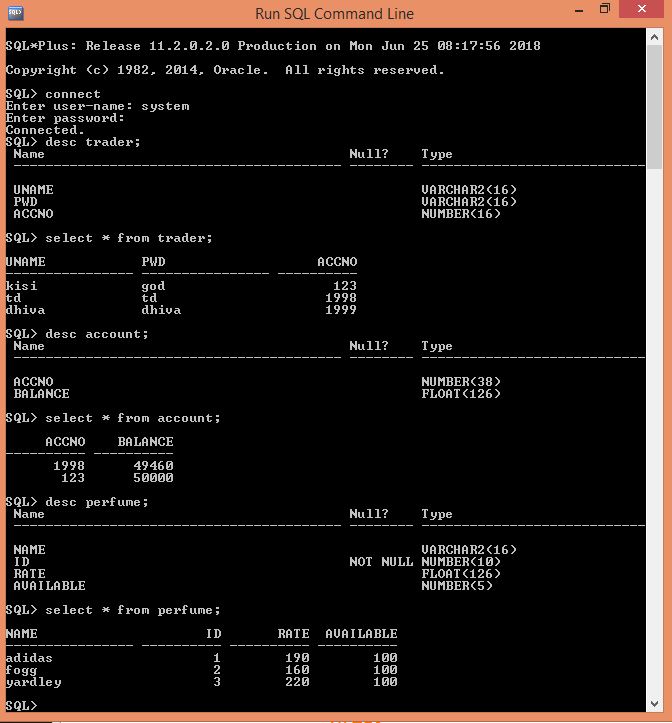 Run SQL Command Line
SQL*Plus: Release 11.2.0.2.0 Production on Mon Jun 25 08:17:56 2018
Copyright (c) 1982, 2014, Oracle.  All rights reserved.
SQL> connect
Enter user-name: system
Enter password:
Connected.
SQL> desc trader;
Name Null? Type
UNAME VARCHAR2(16)
PWD VARCHAR2(16)
ACCNO NUMBER(16)
SQL> select * from trader;
UNAME PWD ACCNO
kisi god 123
td td 1998
dhiva dhiva 1999
SQL> desc account;
Name Null? Type
ACCNO NUMBER(38)
BALANCE FLOAT(126)
SQL> select * from account;
ACCNO BALANCE
1998 49460
123 50000
SQL> desc perfume;
Name Null? Type
NAME VARCHAR2(16)
ID NOT NULL NUMBER(10)
RATE FLOAT(126)
AVAILABLE NUMBER(5)
SQL> select * from perfume;
NAME ID RATE AVAILABLE
adidas 1 190 100
fogg 2 160 100
yardley 3 220 100
SQL>